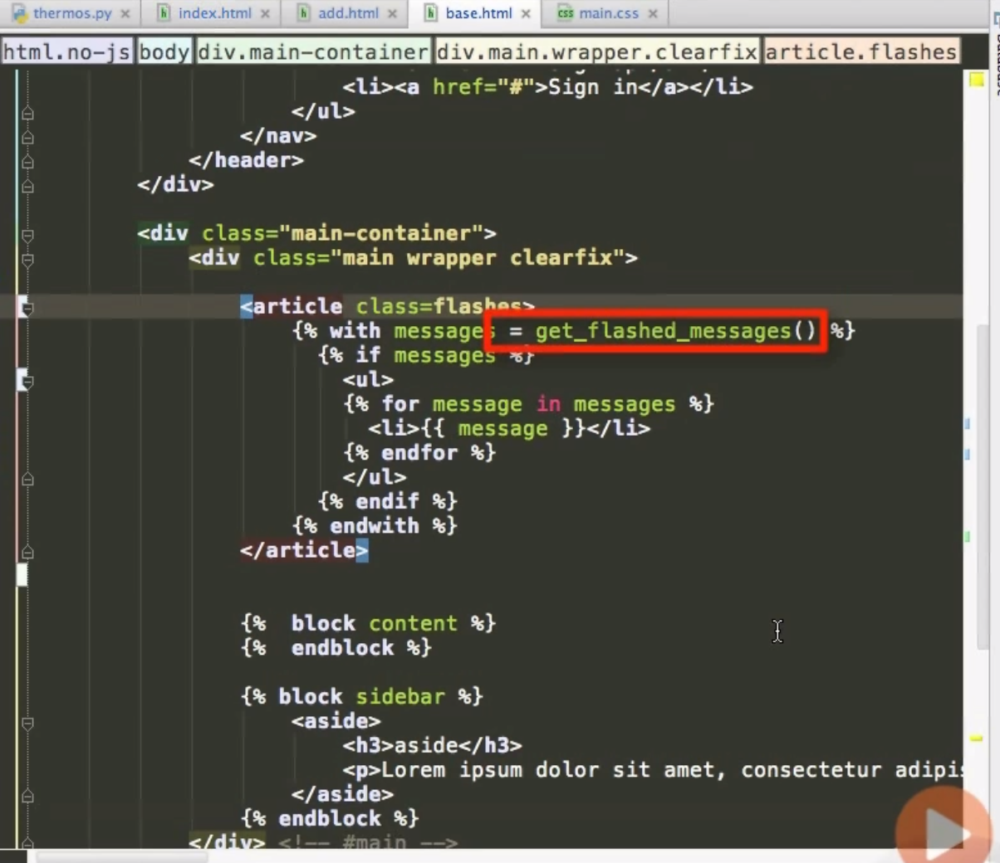 thermos.py index.html add.html base.html main.css
html.no-js body div.main-container div.main.wrapper.clearfix article.flashes
<li><a href="#">Sign in</a></li>
</ul>
</nav>
</header>
</div>
<div class="main-container">
<div class="main wrapper clearfix">
<article class=flashes>
{% with messages = get_flashed_messages() %}
{% if messages %}
<ul>
{% for message in messages %}
<li>{{ message }}</li>
{% endfor %}
</ul>
{% endif %}
{% endwith %}
</article>
{%  block content %}
{%  endblock %}
{% block sidebar %}
<aside>
<h3>aside</h3>
<p>Lorem ipsum dolor sit amet, consectetur adipis
</aside>
{% endblock %}
</div> <!-- #main -->